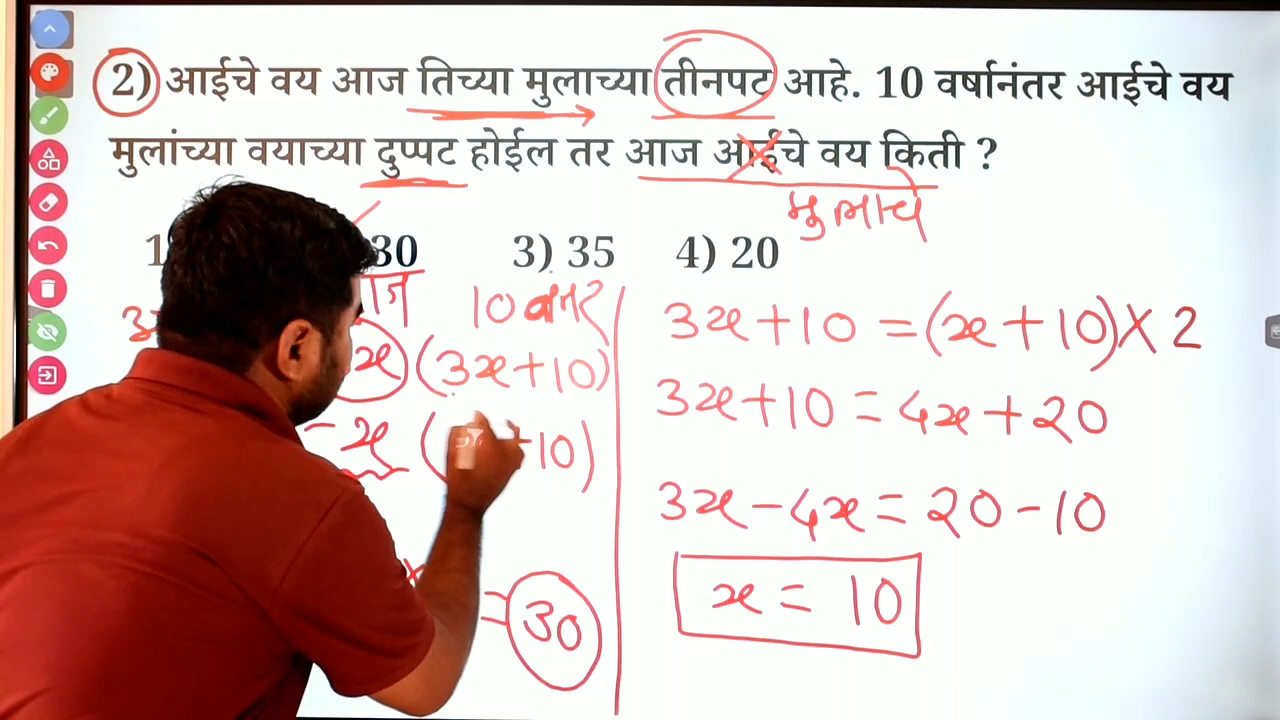 2) आईचे वय आज तिच्या मुलाच्या तीनपट आहे. 10 वर्षानंतर आईचे वय
मुलांच्या वयाच्या दुप्पट होईल तर आज आईचे वय किती ?
मुलाचे
30 3) 35 4) 20
10
x (3x+10)
x +10)
= 30
3x+10 =(x+10)X2
3x+10 = 4x+20
3x-4x= 20-10
x = 10